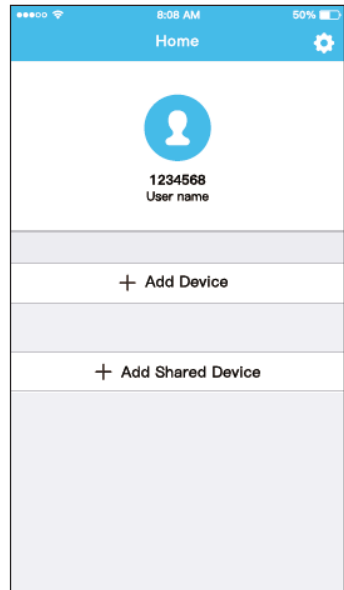 8:08 AM 50%
Home
1234568
User name
+ Add Device
+ Add Shared Device